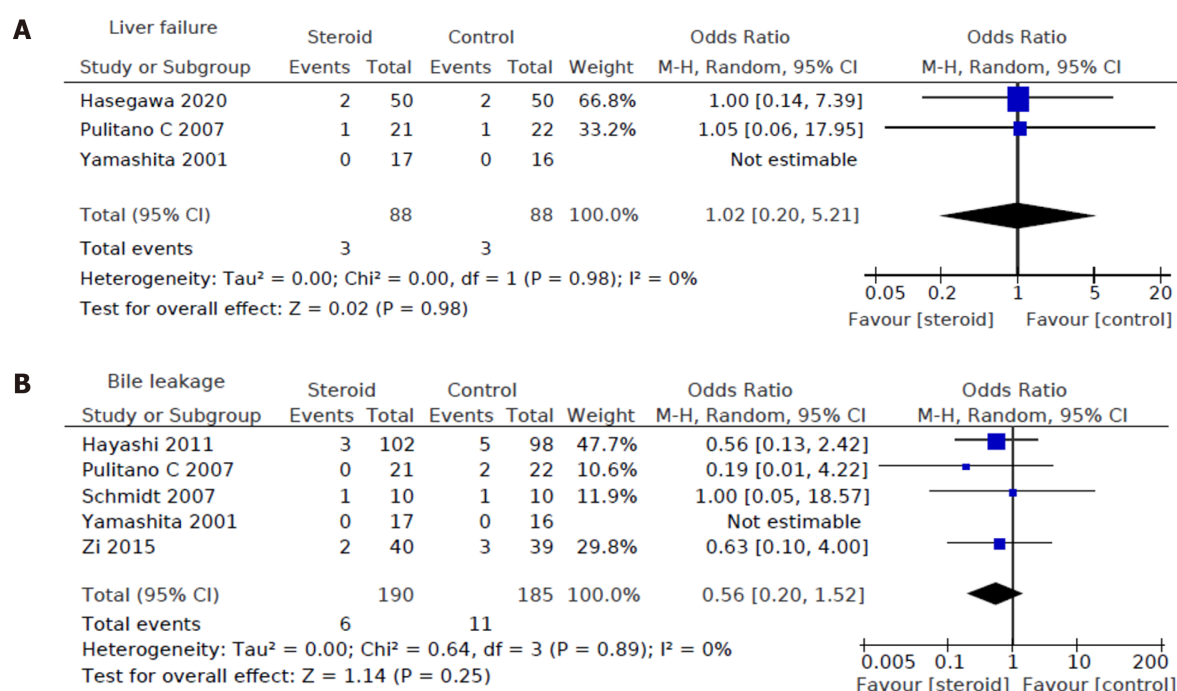 A
Liver failure
Steroid Control Odds Ratio Odds Ratio
Study or Subgroup Events Total Events Total Weight M-H, Random, 95% CI M-H, Random, 95% CI
Hasegawa 2020 2 50 2 50 66.8% 1.00 [0.14, 7.39]
Pulitano C 2007 1 21 1 22 33.2% 1.05 [0.06, 17.95]
Yamashita 2001 0 17 0 16 Not estimable
Total (95% CI) 88 88 100.0% 1.02 [0.20, 5.21]
Total events 3 3
Heterogeneity: Tau² = 0.00; Chi² = 0.00, df = 1 (P = 0.98); I² = 0%
Test for overall effect: Z = 0.02 (P = 0.98)
0.05 0.2 1 5 20
Favour [steroid] Favour [control]
B
Bile leakage
Steroid Control Odds Ratio Odds Ratio
Study or Subgroup Events Total Events Total Weight M-H, Random, 95% CI M-H, Random, 95% CI
Hayashi 2011 3 102 5 98 47.7% 0.56 [0.13, 2.42]
Pulitano C 2007 0 21 2 22 10.6% 0.19 [0.01, 4.22]
Schmidt 2007 1 10 1 10 11.9% 1.00 [0.05, 18.57]
Yamashita 2001 0 17 0 16 Not estimable
Zi 2015 2 40 3 39 29.8% 0.63 [0.10, 4.00]
Total (95% CI) 190 185 100.0% 0.56 [0.20, 1.52]
Total events 6 11
Heterogeneity: Tau² = 0.00; Chi² = 0.64, df = 3 (P = 0.89); I² = 0%
Test for overall effect: Z = 1.14 (P = 0.25)
0.005 0.1 1 10 200
Favour [steroid] Favour [control]